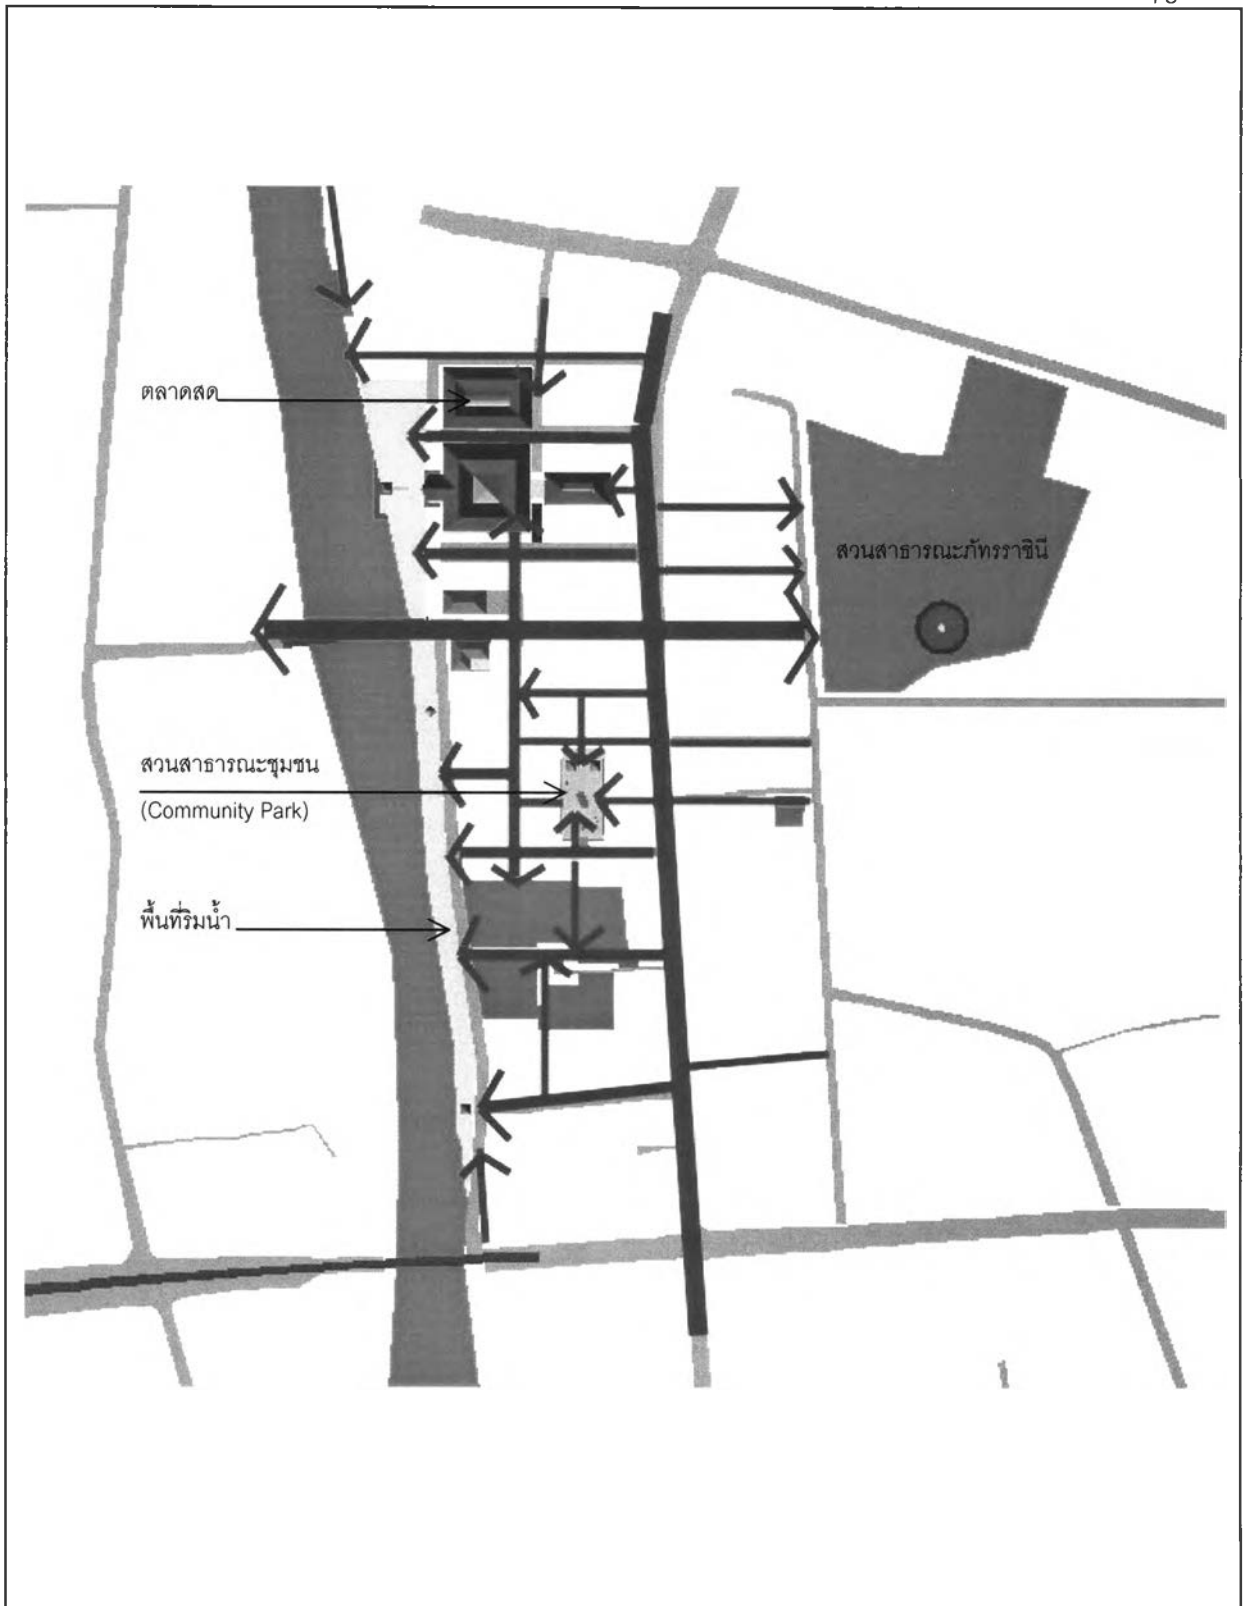 ตลาดสด
สวนสาธารณะภัทรราชินี
สวนสาธารณะชุมชน
(Community Park)
พื้นที่ริมน้ำ